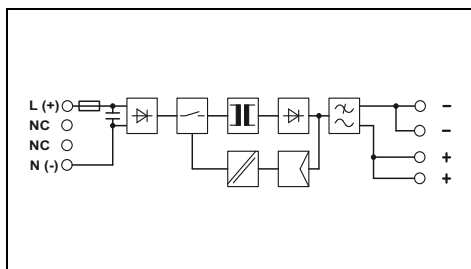 L (+)
NC
NC
N (-)
–
–
+
+